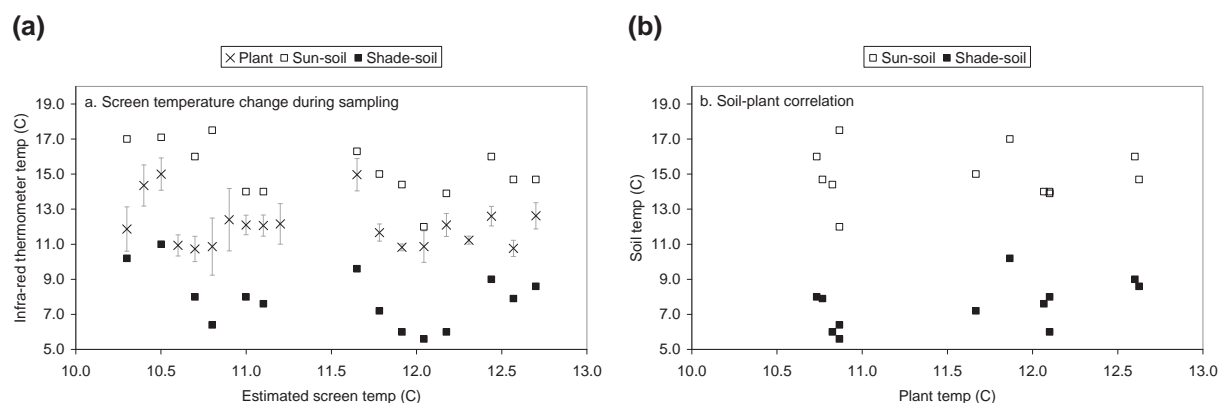 (a)
Plant Sun-soil Shade-soil
a. Screen temperature change during sampling
Infra-red thermometer temp (C)
19.0
17.0
15.0
13.0
11.0
9.0
7.0
5.0
10.0 10.5 11.0 11.5 12.0 12.5 13.0
Estimated screen temp (C)
(b)
Sun-soil Shade-soil
b. Soil-plant correlation
Soil temp (C)
19.0
17.0
15.0
13.0
11.0
9.0
7.0
5.0
10.0 10.5 11.0 11.5 12.0 12.5 13.0
Plant temp (C)